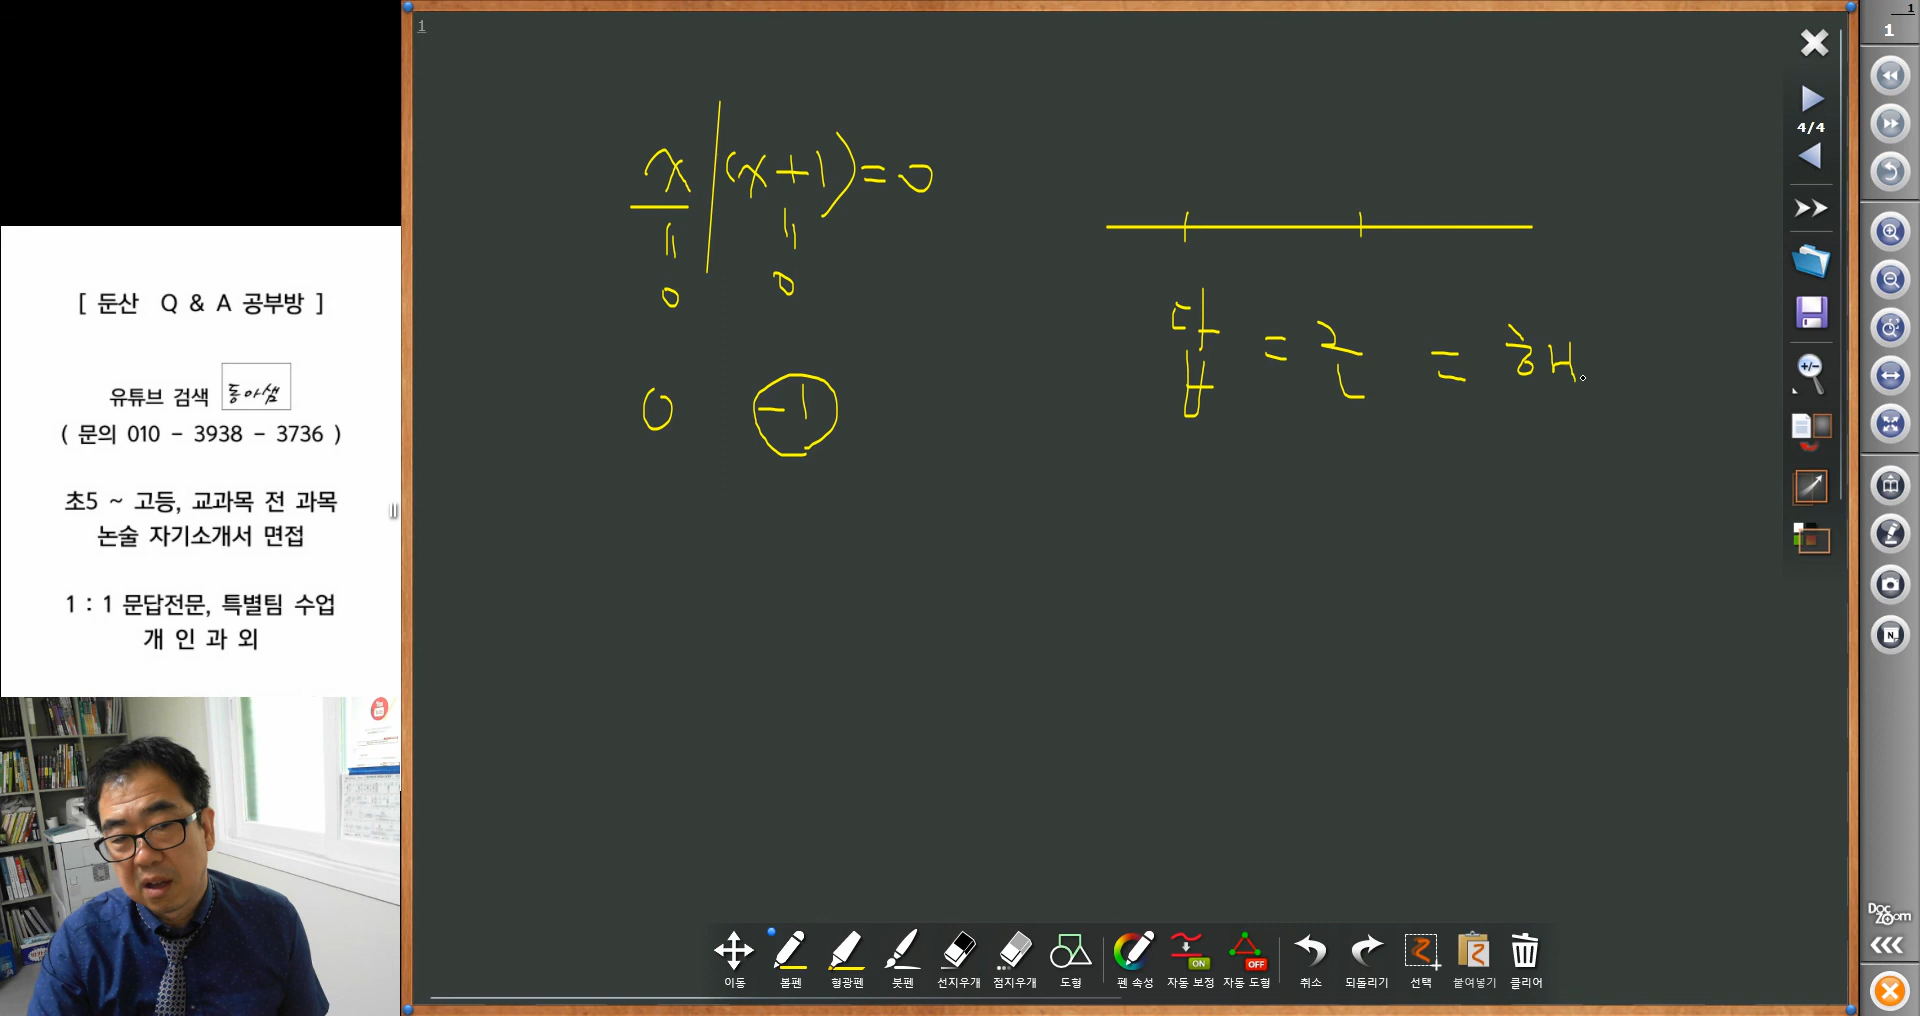 [ 둔산 Q & A 공부방 ]
유튜브 검색 동아샘
( 문의 010 - 3938 - 3736 )
초5 ~ 고등, 교과목 전 과목
논술 자기소개서 면접
1 : 1 문답전문, 특별팀 수업
개 인 과 외
1
x (x+1) = 0
= =
0 0
0 -1
답 = 근 =
1
1
4/4
+/-
N
Doc Zoom
이동
볼펜
형광펜
붓펜
선지우개
점지우개
도형
펜 속성
ON
자동 보정
OFF
자동 도형
취소
되돌리기
선택
붙여넣기
클리어